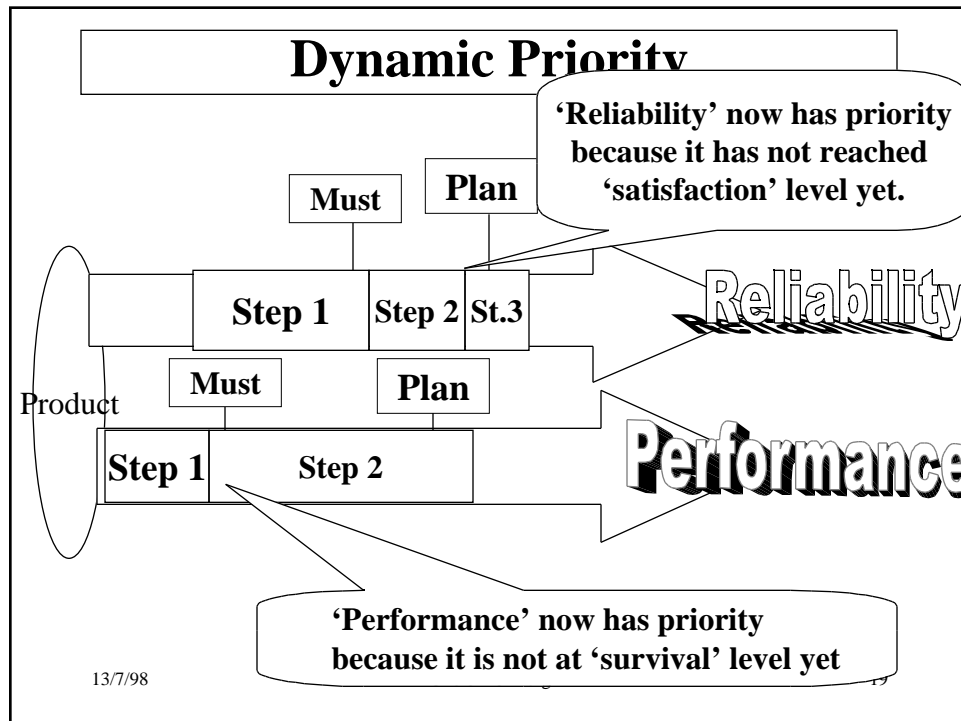 Dynamic Priority
‘Reliability’ now has priority
because it has not reached
‘satisfaction’ level yet.
Must
Plan
Step 1
Step 2
St.3
Reliability
Must
Plan
Product
Step 1
Step 2
Performance
‘Performance’ now has priority
because it is not at ‘survival’ level yet
13/7/98